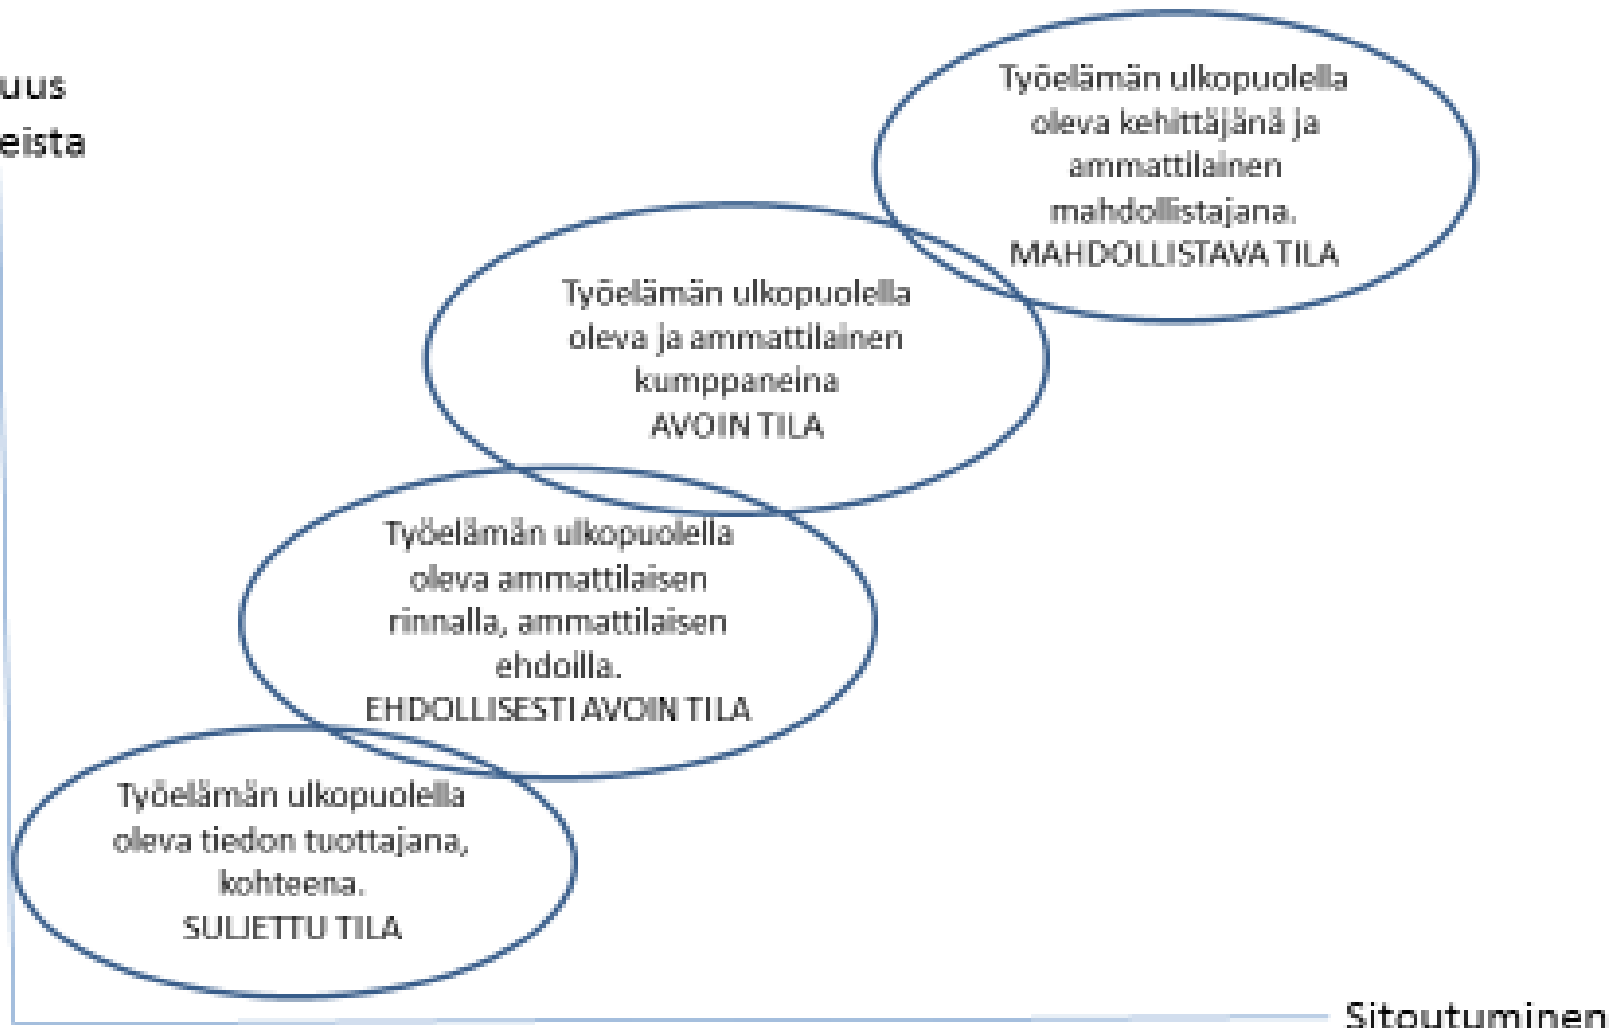 uus
eista
Työelämän ulkopuolella
oleva kehittäjänä ja
ammattilainen
mahdollistajana.
MAHDOLLISTAVA TILA
Työelämän ulkopuolella
oleva ja ammattilainen
kumppaneina
AVOIN TILA
Työelämän ulkopuolella
oleva ammattilaisen
rinnalla, ammattilaisen
ehdoilla.
EHDOLLISESTI AVOIN TILA
Työelämän ulkopuolella
oleva tiedon tuottajana,
kohteena.
SULJETTU TILA
Sitoutuminen